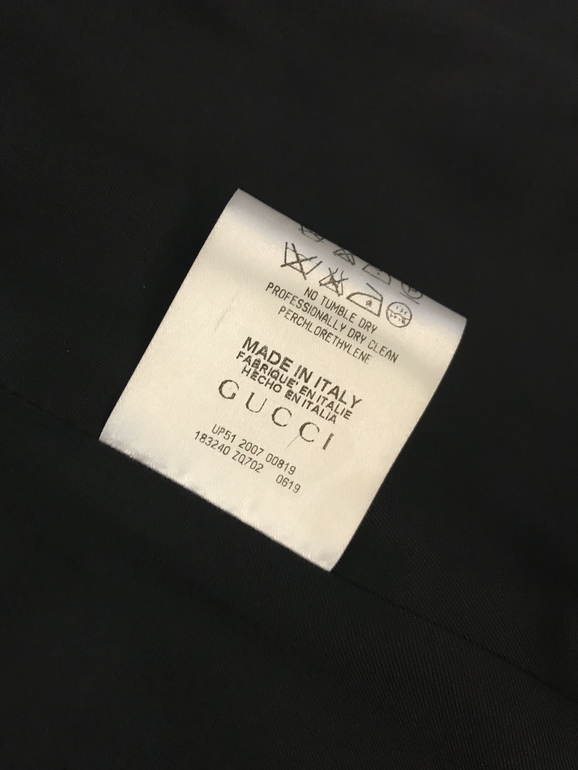 NO TUMBLE DRY
PROFESSIONALLY DRY CLEAN
PERCHLORETHYLENE
MADE IN ITALY
FABRIQUE EN ITALIE
HECHO EN ITALIA
GUCCI
UP51 2007 00819
183240 ZQ702 0619